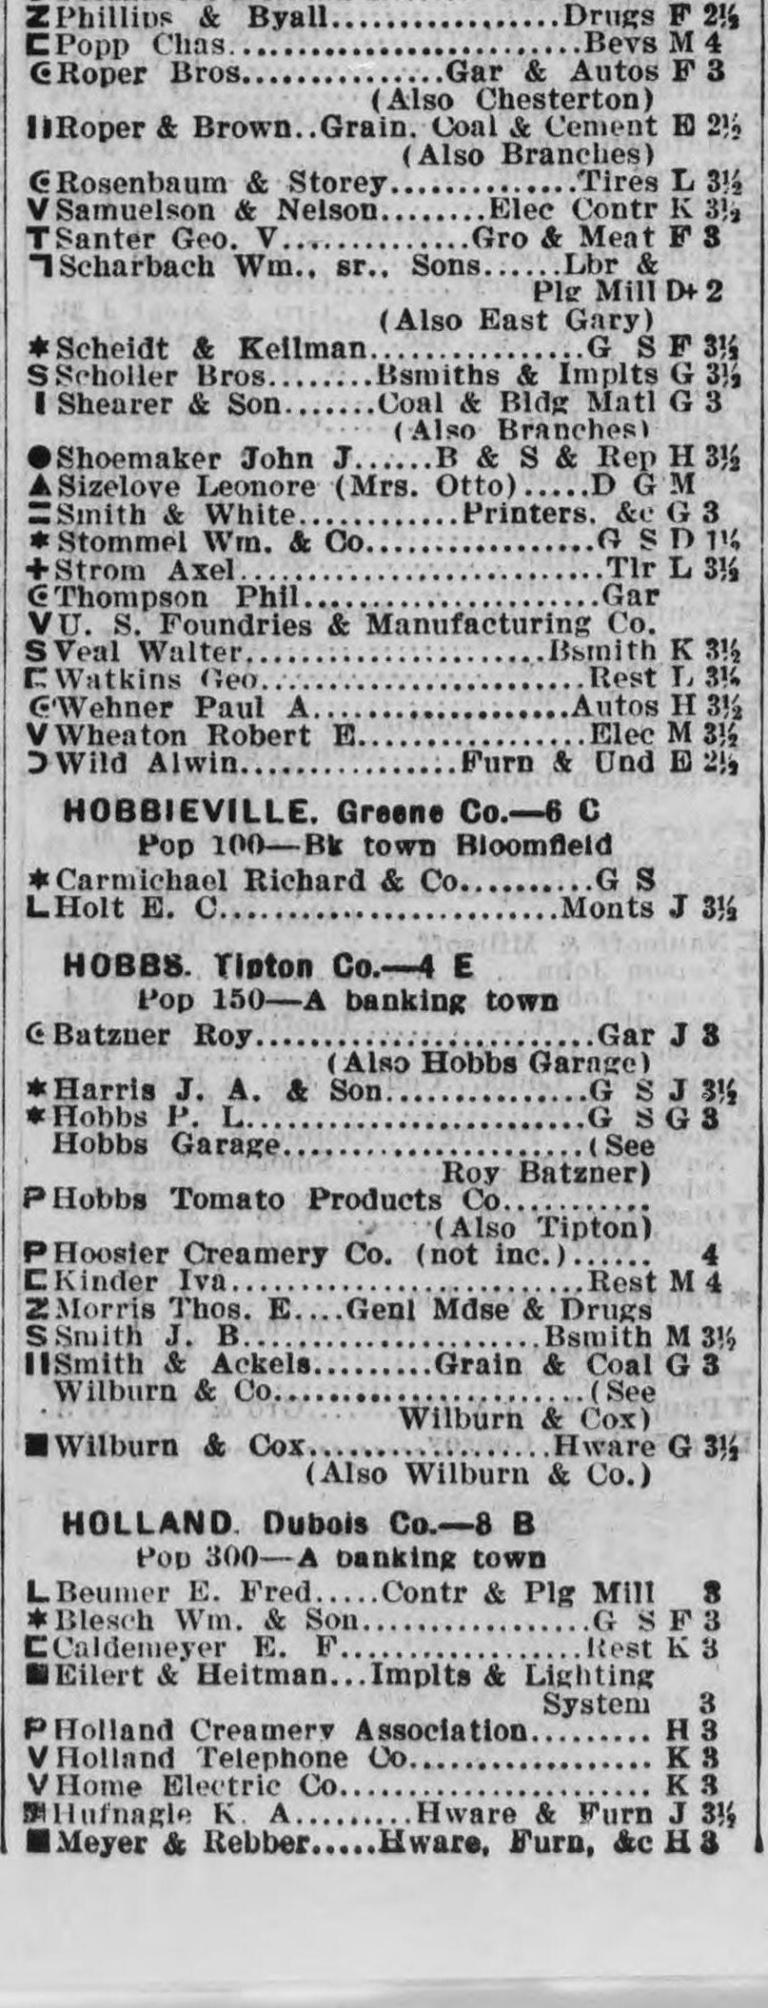 Z Phillips & Byall................Drugs F 2½
⊏ Popp Chas.........................Bevs M 4
ɢ Roper Bros...............Gar & Autos F 3
(Also Chesterton)
II Roper & Brown..Grain, Coal & Cement E 2½
(Also Branches)
ɢ Rosenbaum & Storey..............Tires L 3½
V Samuelson & Nelson........Elec Contr K 3½
T Santer Geo. V..............Gro & Meat F 3
ㄱ Scharbach Wm., sr., Sons......Lbr &
Plg Mill D+ 2
(Also East Gary)
* Scheidt & Kellman................G S F 3½
S Scholler Bros........Bsmiths & Implts G 3½
I Shearer & Son.......Coal & Bldg Matl G 3
(Also Branches)
● Shoemaker John J......B & S & Rep H 3½
▲ Sizelove Leonore (Mrs. Otto).....D G M
= Smith & White............Printers, &c G 3
* Stommel Wm. & Co.................G S D 1½
+ Strom Axel..........................Tlr L 3½
ɢ Thompson Phil......................Gar
V U. S. Foundries & Manufacturing Co.
S Veal Walter......................Bsmith K 3½
⊏ Watkins Geo........................Rest L 3½
ɢ Wehner Paul A...................Autos H 3½
V Wheaton Robert E.................Elec M 3½
Ɔ Wild Alwin................Furn & Und E 2½
HOBBIEVILLE, Greene Co.—6 C
Pop 100—Bk town Bloomfield
* Carmichael Richard & Co..........G S
L Holt E. C.........................Monts J 3½
HOBBS, Tipton Co.—4 E
Pop 150—A banking town
ɢ Batzner Roy.........................Gar J 3
(Also Hobbs Garage)
* Harris J. A. & Son...............G S J 3½
* Hobbs P. L.........................G S G 3
Hobbs Garage......................(See
Roy Batzner)
P Hobbs Tomato Products Co...........
(Also Tipton)
P Hoosier Creamery Co. (not inc.)...... 4
⊏ Kinder Iva..........................Rest M 4
Z Morris Thos. E....Genl Mdse & Drugs
S Smith J. B......................Bsmith M 3½
II Smith & Ackels.........Grain & Coal G 3
Wilburn & Co.......................(See
Wilburn & Cox)
■ Wilburn & Cox..................Hware G 3½
(Also Wilburn & Co.)
HOLLAND, Dubois Co.—8 B
Pop 300—A banking town
L Beumer E. Fred.....Contr & Plg Mill 3
* Blesch Wm. & Son.................G S F 3
⊏ Caldemeyer E. F..................Rest K 3
■ Eilert & Heitman...Implts & Lighting
System 3
P Holland Creamery Association......... H 3
V Holland Telephone Co.................. K 3
V Home Electric Co....................... K 3
■ Hufnagle K. A.........Hware & Furn J 3½
■ Meyer & Rebber.....Hware, Furn, &c H 3